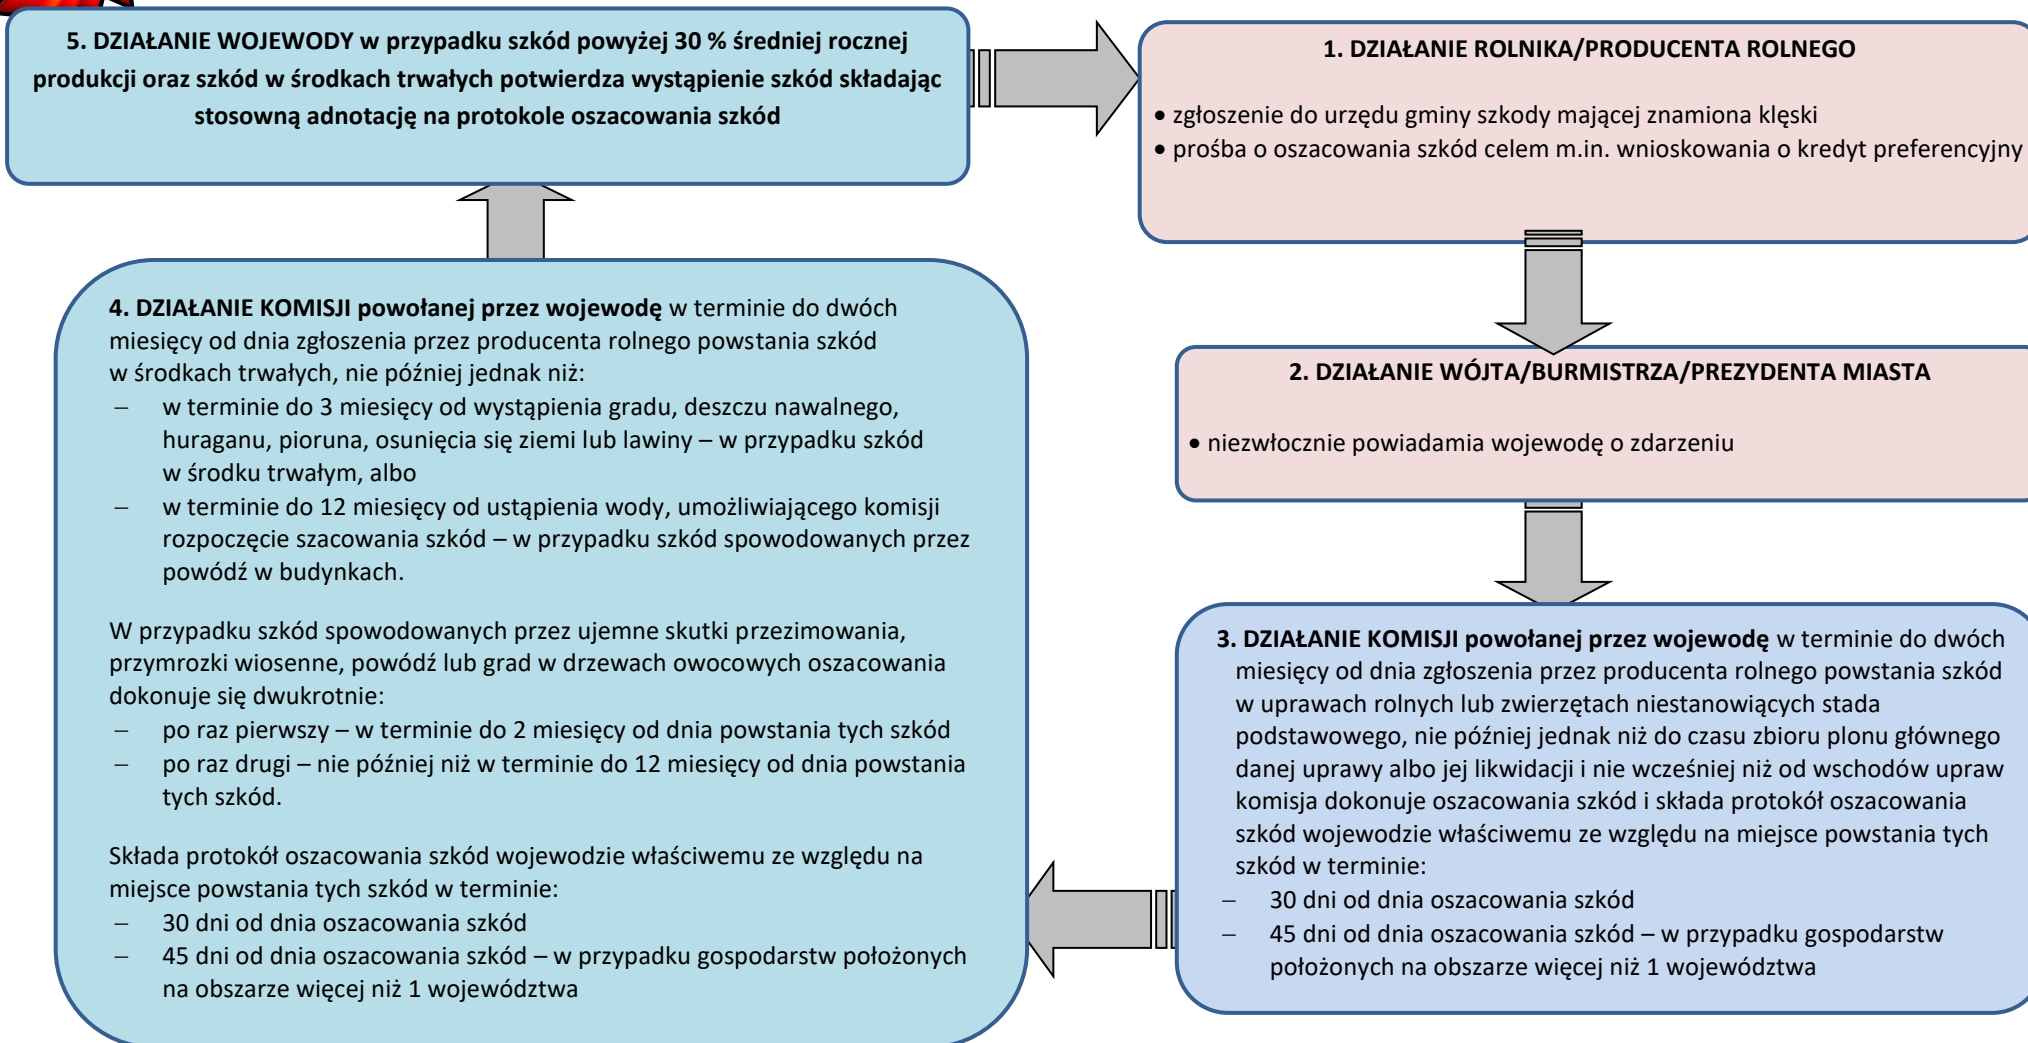 5. DZIAŁANIE WOJEWODY w przypadku szkód powyżej 30 % średniej rocznej
produkcji oraz szkód w środkach trwałych potwierdza wystąpienie szkód składając
stosowną adnotację na protokole oszacowania szkód
1. DZIAŁANIE ROLNIKA/PRODUCENTA ROLNEGO
• zgłoszenie do urzędu gminy szkody mającej znamiona klęski
• prośba o oszacowania szkód celem m.in. wnioskowania o kredyt preferencyjny
2. DZIAŁANIE WÓJTA/BURMISTRZA/PREZYDENTA MIASTA
• niezwłocznie powiadamia wojewodę o zdarzeniu
3. DZIAŁANIE KOMISJI powołanej przez wojewodę w terminie do dwóch
miesięcy od dnia zgłoszenia przez producenta rolnego powstania szkód
w uprawach rolnych lub zwierzętach niestanowiących stada
podstawowego, nie później jednak niż do czasu zbioru plonu głównego
danej uprawy albo jej likwidacji i nie wcześniej niż od wschodów upraw
komisja dokonuje oszacowania szkód i składa protokół oszacowania
szkód wojewodzie właściwemu ze względu na miejsce powstania tych
szkód w terminie:
– 30 dni od dnia oszacowania szkód
– 45 dni od dnia oszacowania szkód – w przypadku gospodarstw
położonych na obszarze więcej niż 1 województwa
4. DZIAŁANIE KOMISJI powołanej przez wojewodę w terminie do dwóch
miesięcy od dnia zgłoszenia przez producenta rolnego powstania szkód
w środkach trwałych, nie później jednak niż:
– w terminie do 3 miesięcy od wystąpienia gradu, deszczu nawalnego,
huraganu, pioruna, osunięcia się ziemi lub lawiny – w przypadku szkód
w środku trwałym, albo
– w terminie do 12 miesięcy od ustąpienia wody, umożliwiającego komisji
rozpoczęcie szacowania szkód – w przypadku szkód spowodowanych przez
powódź w budynkach.
W przypadku szkód spowodowanych przez ujemne skutki przezimowania,
przymrozki wiosenne, powódź lub grad w drzewach owocowych oszacowania
dokonuje się dwukrotnie:
– po raz pierwszy – w terminie do 2 miesięcy od dnia powstania tych szkód
– po raz drugi – nie później niż w terminie do 12 miesięcy od dnia powstania
tych szkód.
Składa protokół oszacowania szkód wojewodzie właściwemu ze względu na
miejsce powstania tych szkód w terminie:
– 30 dni od dnia oszacowania szkód
– 45 dni od dnia oszacowania szkód – w przypadku gospodarstw położonych
na obszarze więcej niż 1 województwa